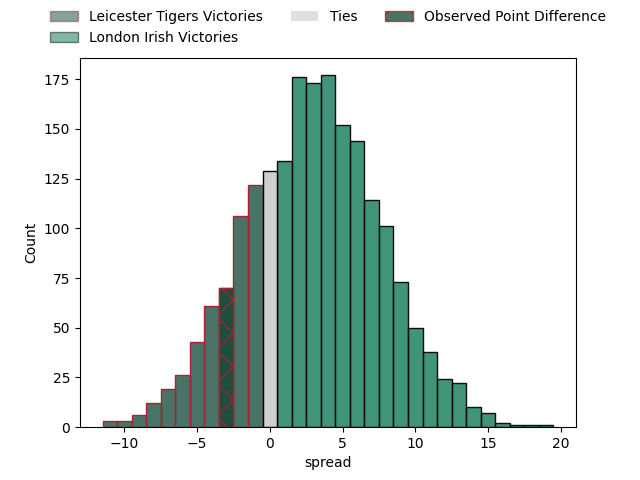 Leicester Tigers Victories
London Irish Victories
Ties
Observed Point Difference
175
150
125
100
75
50
25
0
Count
−10 −5 0 5 10 15 20
spread